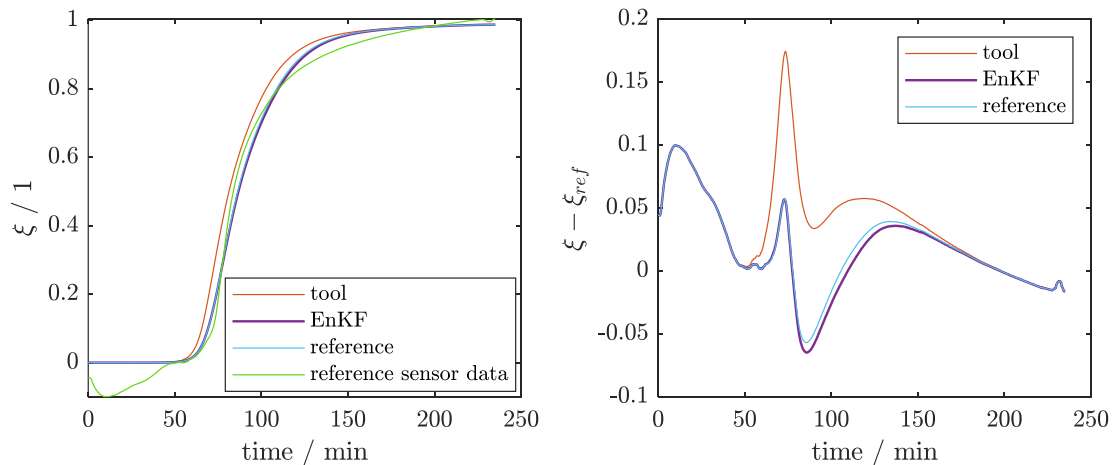 1
0.8
0.6
0.4
0.2
0
ξ / 1
tool
EnKF
reference
reference sensor data
0 50 100 150 200 250
time / min
0.2
0.15
0.1
0.05
0
-0.05
-0.1
ξ − ξref
tool
EnKF
reference
0 50 100 150 200 250
time / min